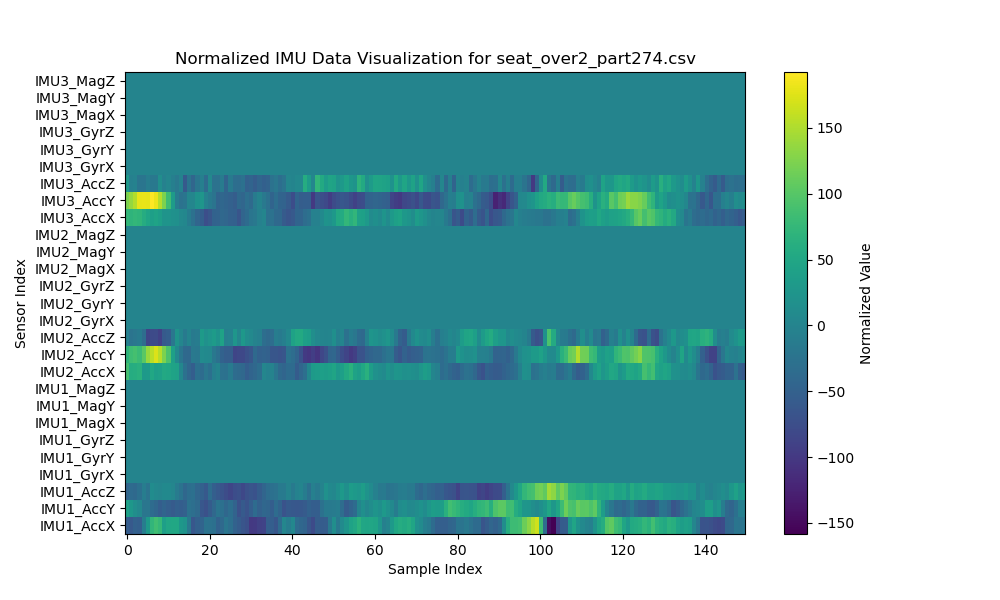 Normalized IMU Data Visualization for seat_over2_part274.csv
IMU3_MagZ
IMU3_MagY
IMU3_MagX
IMU3_GyrZ
IMU3_GyrY
IMU3_GyrX
IMU3_AccZ
IMU3_AccY
IMU3_AccX
IMU2_MagZ
IMU2_MagY
IMU2_MagX
IMU2_GyrZ
IMU2_GyrY
IMU2_GyrX
IMU2_AccZ
IMU2_AccY
IMU2_AccX
IMU1_MagZ
IMU1_MagY
IMU1_MagX
IMU1_GyrZ
IMU1_GyrY
IMU1_GyrX
IMU1_AccZ
IMU1_AccY
IMU1_AccX
Sensor Index
0 20 40 60 80 100 120 140
Sample Index
150
100
50
0
−50
−100
−150
Normalized Value